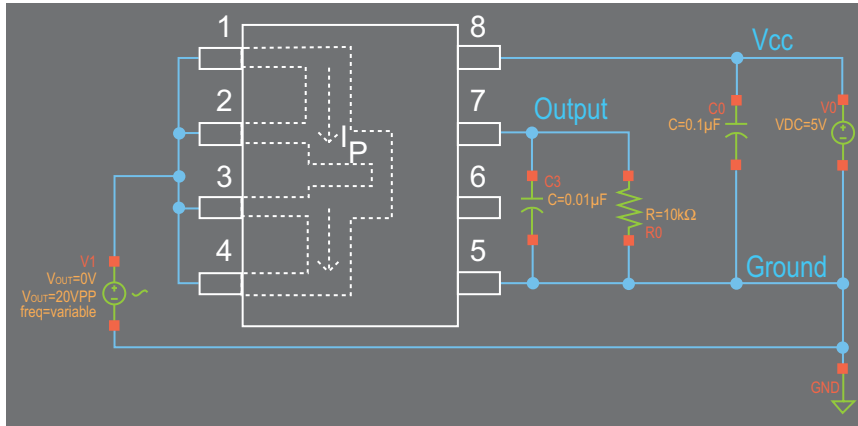 1
2
3
4
I
P
8
7
6
5
Vcc
Output
Ground
C0
C=0.1µF
V0
VDC=5V
C3
C=0.01µF
R=10kΩ
R0
V1
VOUT=0V
VOUT=20VPP
freq=variable
GND